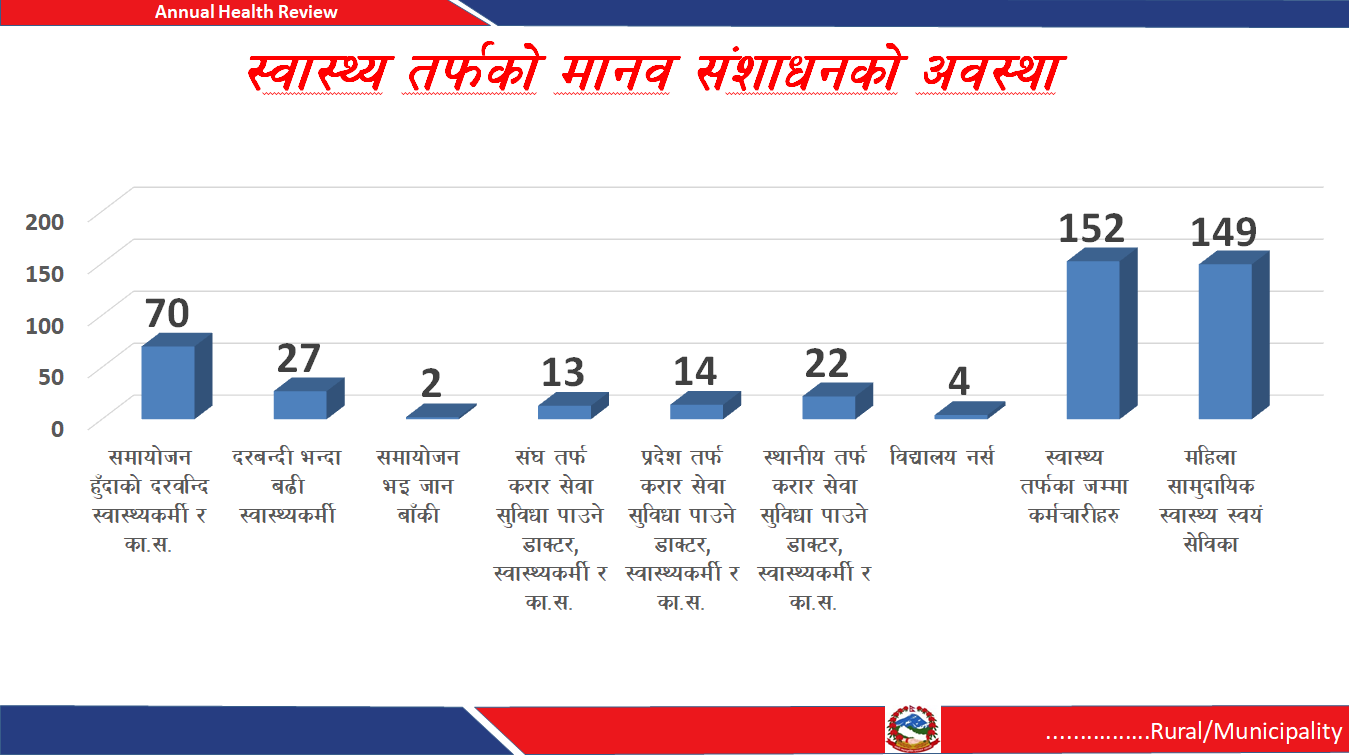 Annual Health Review
स्वास्थ्य तर्फको मानव संशाधनको अवस्था
200
150
100
50
0
70
27
2
13
14
22
4
152
149
समायोजन
हुँदाको दरवन्दि
स्वास्थ्यकर्मी र
का.स.
दरबन्दी भन्दा
बढी
स्वास्थ्यकर्मी
समायोजन
भइ जान
बाँकी
संघ तर्फ
करार सेवा
सुविधा पाउने
डाक्टर,
स्वास्थ्यकर्मी र
का.स.
प्रदेश तर्फ
करार सेवा
सुविधा पाउने
डाक्टर,
स्वास्थ्यकर्मी र
का.स.
स्थानीय तर्फ
करार सेवा
सुविधा पाउने
डाक्टर,
स्वास्थ्यकर्मी र
का.स.
विद्यालय नर्स
स्वास्थ्य
तर्फका जम्मा
कर्मचारीहरु
महिला
सामुदायिक
स्वास्थ्य स्वयं
सेविका
...............Rural/Municipality